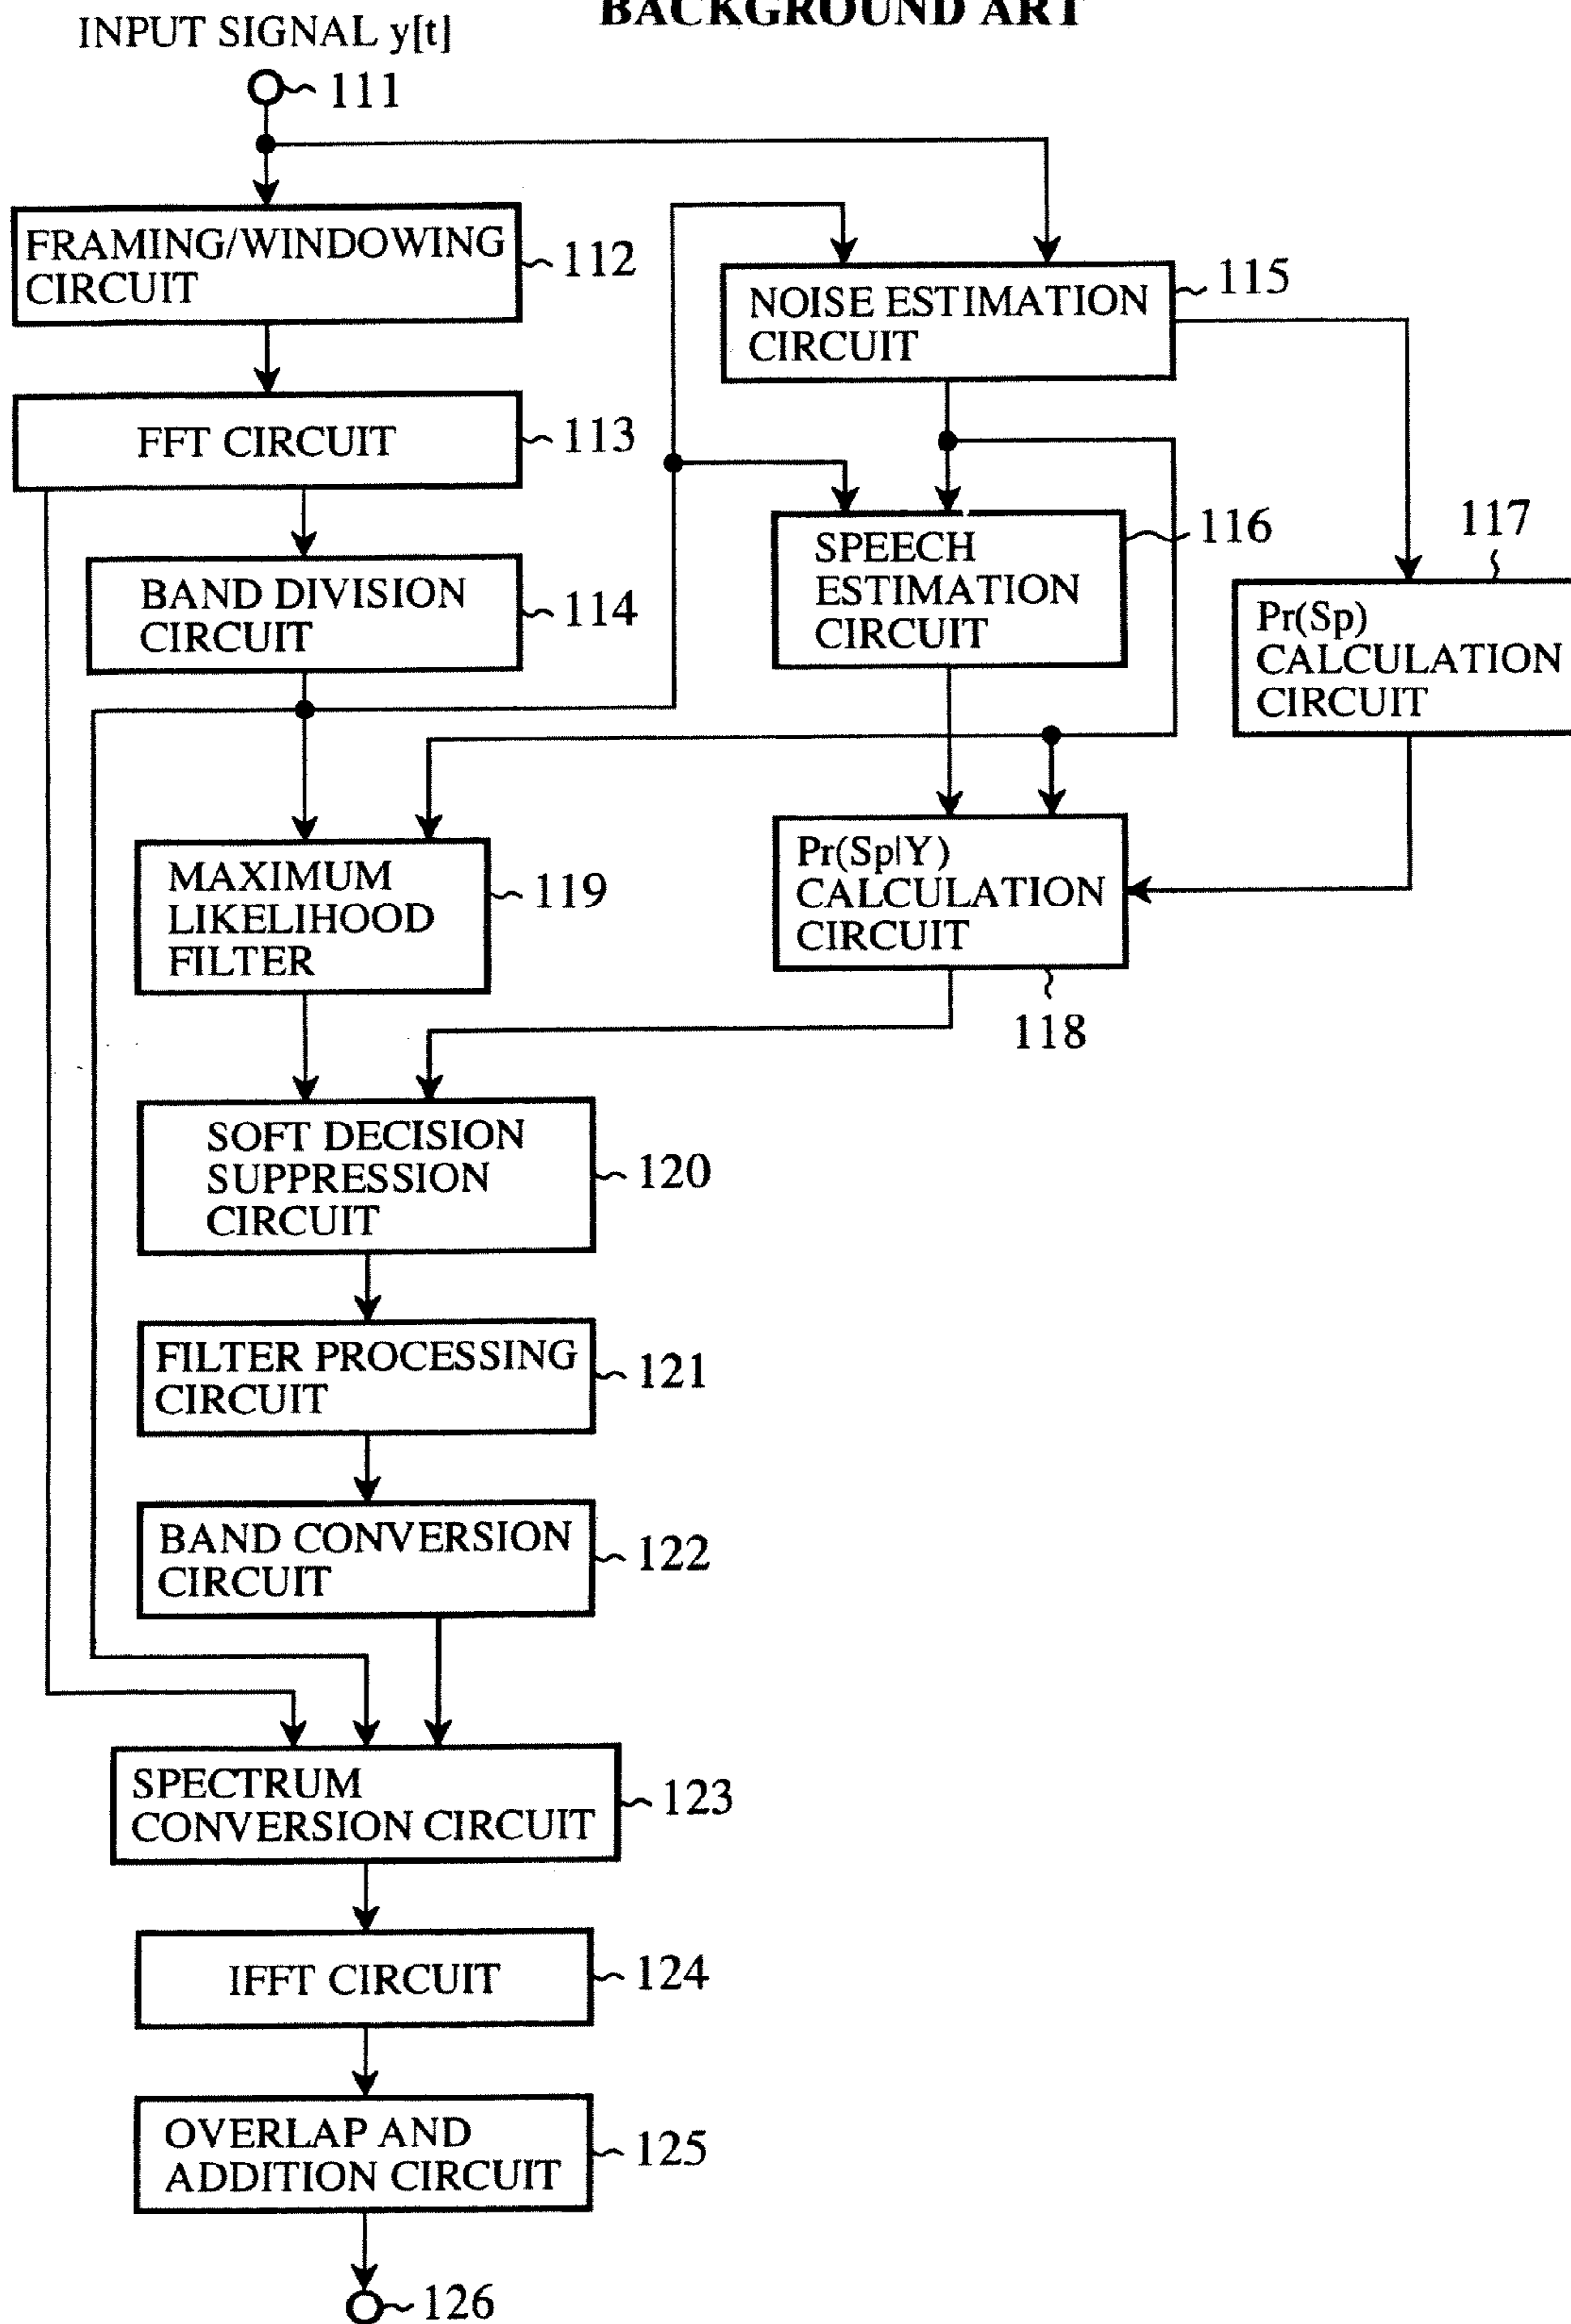 BACKGROUND ART
INPUT SIGNAL y[t]
111
FRAMING/WINDOWING
CIRCUIT
112
NOISE ESTIMATION
CIRCUIT
115
FFT CIRCUIT
113
SPEECH
ESTIMATION
CIRCUIT
116
117
BAND DIVISION
CIRCUIT
114
Pr(Sp)
CALCULATION
CIRCUIT
MAXIMUM
LIKELIHOOD
FILTER
119
Pr(Sp|Y)
CALCULATION
CIRCUIT
118
SOFT DECISION
SUPPRESSION
CIRCUIT
120
FILTER PROCESSING
CIRCUIT
121
BAND CONVERSION
CIRCUIT
122
SPECTRUM
CONVERSION CIRCUIT
123
IFFT CIRCUIT
124
OVERLAP AND
ADDITION CIRCUIT
125
126